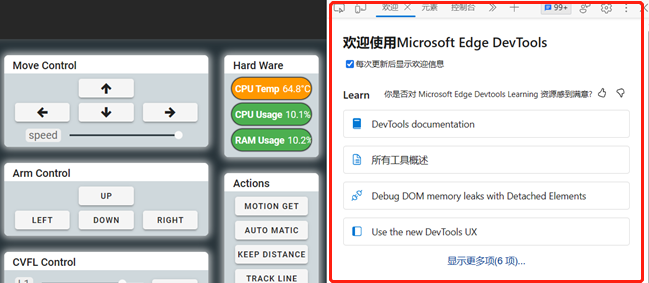 Move Control
speed
Arm Control
UP
LEFT
DOWN
RIGHT
CVFL Control
Hard Ware
CPU Temp 64.8°C
CPU Usage 10.1%
RAM Usage 10.2%
Actions
MOTION GET
AUTO MATIC
KEEP DISTANCE
TRACK LINE
欢迎
元素
控制台
99+
欢迎使用Microsoft Edge DevTools
每次更新后显示欢迎信息
Learn
你是否对 Microsoft Edge Devtools Learning 资源感到满意?
DevTools documentation
所有工具概述
Debug DOM memory leaks with Detached Elements
Use the new DevTools UX
显示更多项(6 项)...